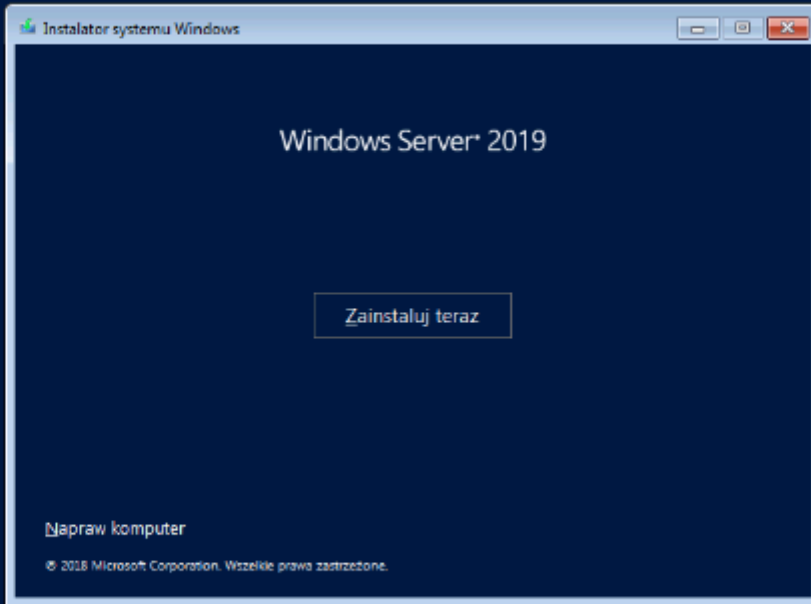 Instalator systemu Windows
Windows Server® 2019
Zainstaluj teraz
Napraw komputer
© 2018 Microsoft Corporation. Wszelkie prawa zastrzeżone.